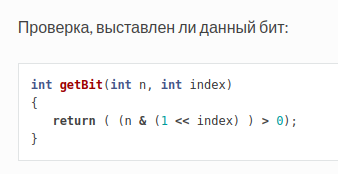 Проверка, выставлен ли данный бит:
int getBit(int n, int index)
{
   return ( (n & (1 << index) ) > 0);
}